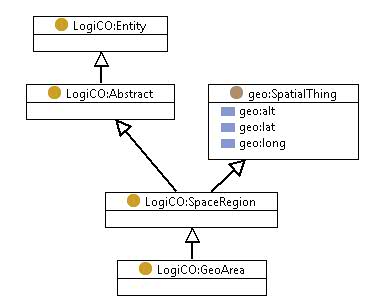 LogiCO:Entity
LogiCO:Abstract
geo:SpatialThing
geo:alt
geo:lat
geo:long
LogiCO:SpaceRegion
LogiCO:GeoArea